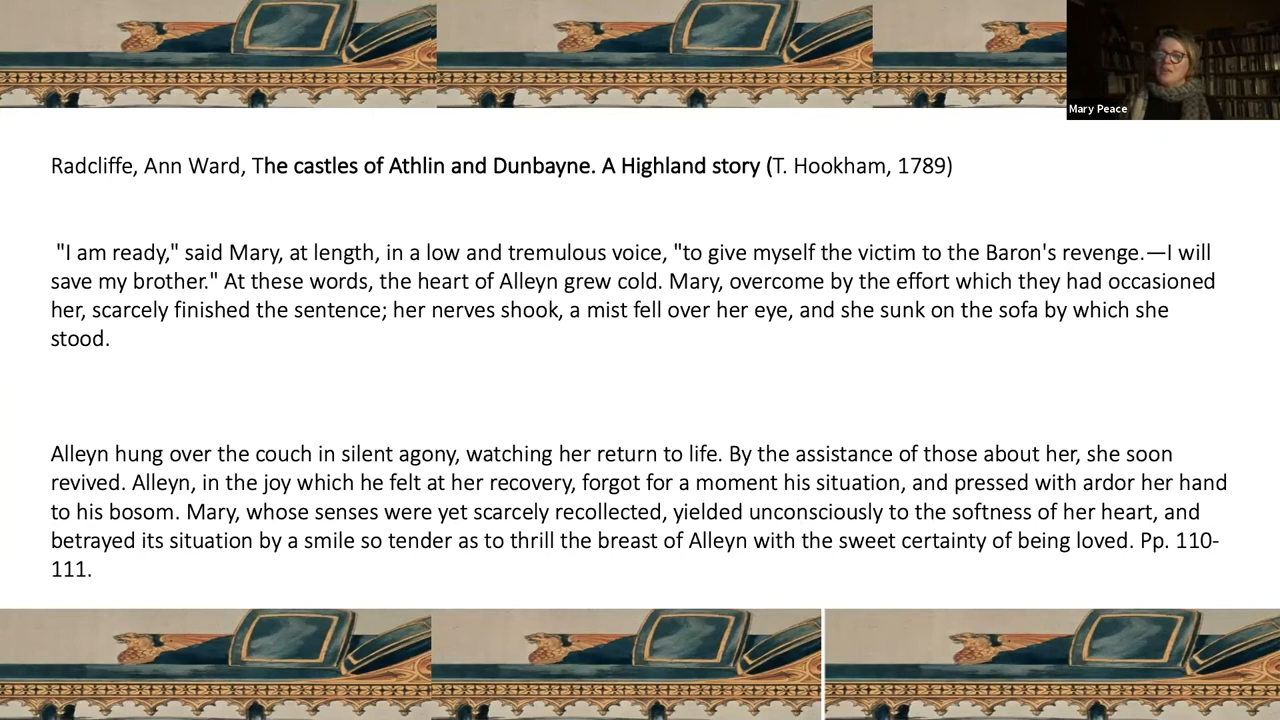 Mary Peace
Radcliffe, Ann Ward, The castles of Athlin and Dunbayne. A Highland story (T. Hookham, 1789)
"I am ready," said Mary, at length, in a low and tremulous voice, "to give myself the victim to the Baron's revenge.—I will
save my brother." At these words, the heart of Alleyn grew cold. Mary, overcome by the effort which they had occasioned
her, scarcely finished the sentence; her nerves shook, a mist fell over her eye, and she sunk on the sofa by which she
stood.
Alleyn hung over the couch in silent agony, watching her return to life. By the assistance of those about her, she soon
revived. Alleyn, in the joy which he felt at her recovery, forgot for a moment his situation, and pressed with ardor her hand
to his bosom. Mary, whose senses were yet scarcely recollected, yielded unconsciously to the softness of her heart, and
betrayed its situation by a smile so tender as to thrill the breast of Alleyn with the sweet certainty of being loved. Pp. 110-
111.